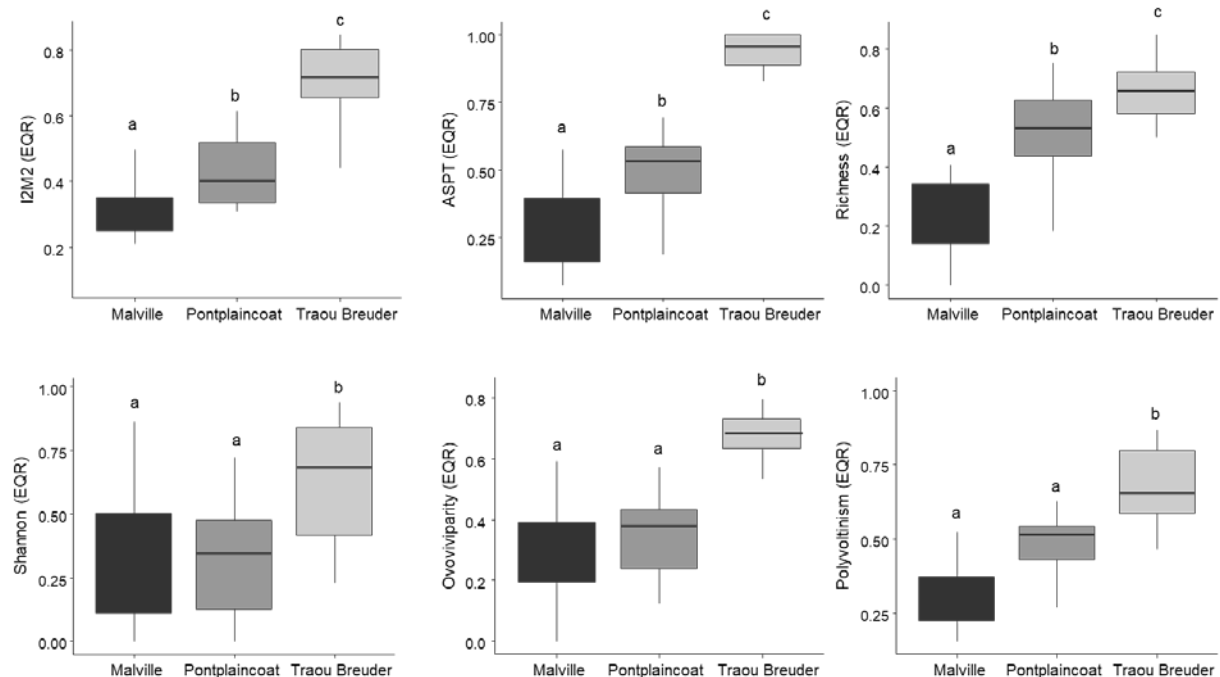 I2M2 (EQR)
0.8
0.6
0.4
0.2
a
b
c
Malville Pontplaincoat Traou Breuder
ASPT (EQR)
1.00
0.75
0.50
0.25
a
b
c
Malville Pontplaincoat Traou Breuder
Richness (EQR)
0.8
0.6
0.4
0.2
0.0
a
b
c
Malville Pontplaincoat Traou Breuder
Shannon (EQR)
1.00
0.75
0.50
0.25
0.00
a
a
b
Malville Pontplaincoat Traou Breuder
Ovoviviparity (EQR)
0.8
0.6
0.4
0.2
0.0
a
a
b
Malville Pontplaincoat Traou Breuder
Polyvoltinism (EQR)
1.00
0.75
0.50
0.25
a
a
b
Malville Pontplaincoat Traou Breuder